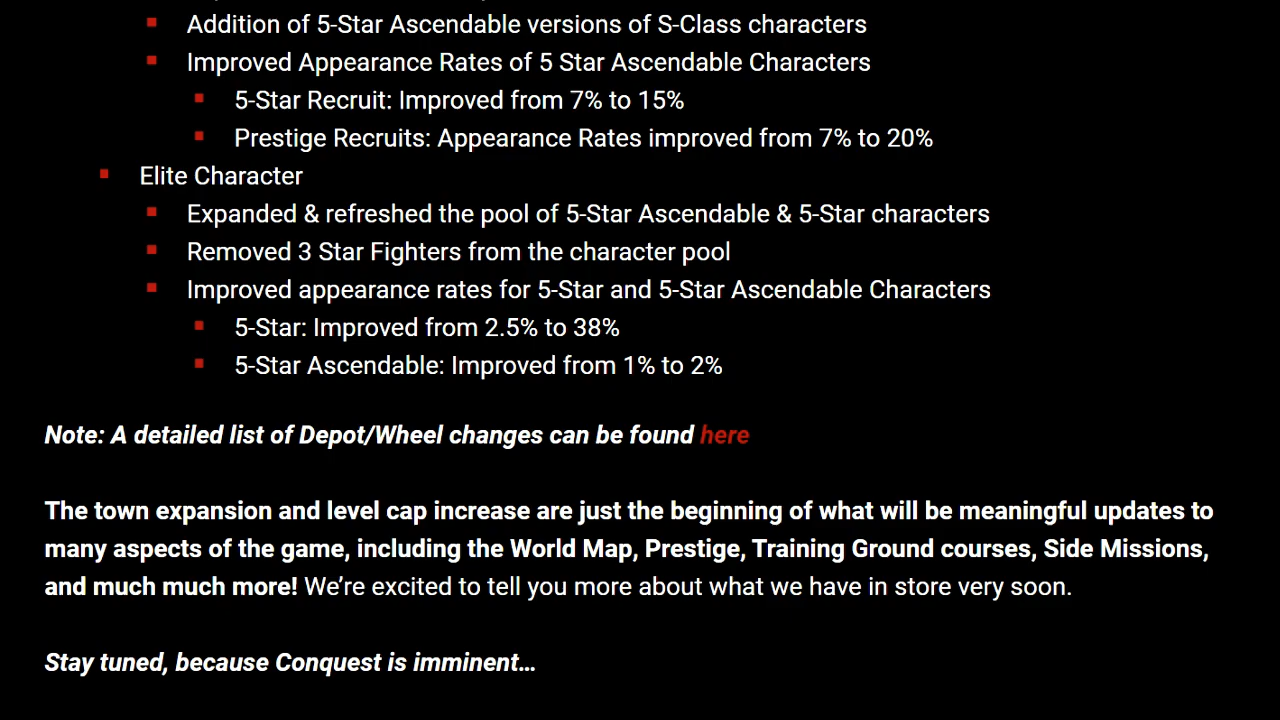 Addition of 5-Star Ascendable versions of S-Class characters
Improved Appearance Rates of 5 Star Ascendable Characters
5-Star Recruit: Improved from 7% to 15%
Prestige Recruits: Appearance Rates improved from 7% to 20%
Elite Character
Expanded & refreshed the pool of 5-Star Ascendable & 5-Star characters
Removed 3 Star Fighters from the character pool
Improved appearance rates for 5-Star and 5-Star Ascendable Characters
5-Star: Improved from 2.5% to 38%
5-Star Ascendable: Improved from 1% to 2%
Note: A detailed list of Depot/Wheel changes can be found here
The town expansion and level cap increase are just the beginning of what will be meaningful updates to
many aspects of the game, including the World Map, Prestige, Training Ground courses, Side Missions,
and much much more! We’re excited to tell you more about what we have in store very soon.
Stay tuned, because Conquest is imminent…